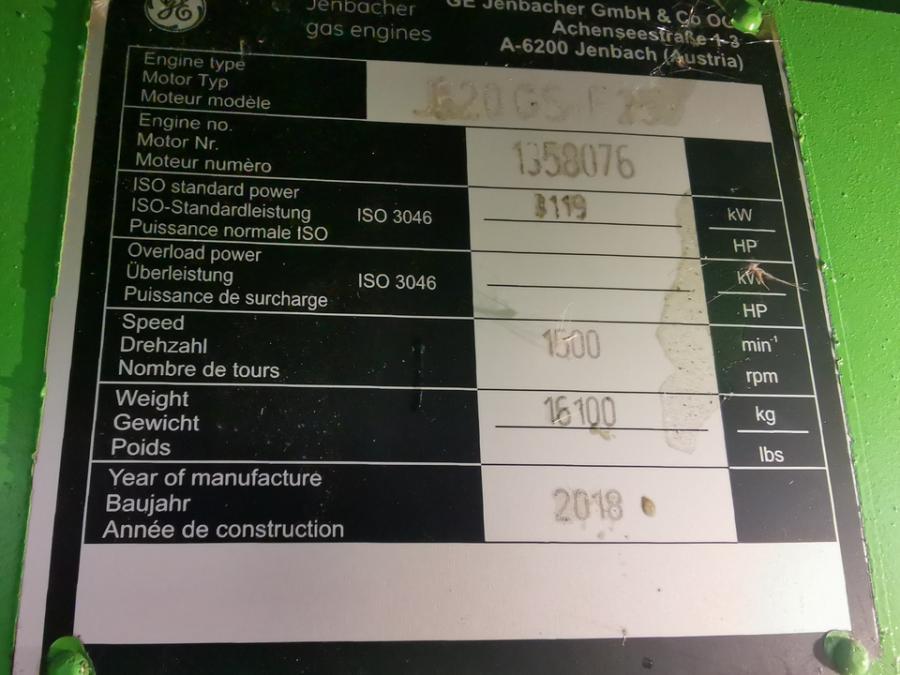 GE
Jenbacher
gas engines
GE Jenbacher GmbH & Co OG
Achenseestraße 1-3
A-6200 Jenbach (Austria)
Engine type
Motor Typ
Moteur modèle
Engine no.
Motor Nr.
Moteur numèro
1358076
ISO standard power
ISO-Standardleistung
Puissance normale ISO
ISO 3046
3119
kW
HP
Overload power
Überleistung
Puissance de surcharge
ISO 3046
kW
HP
Speed
Drehzahl
Nombre de tours
1500
min⁻¹
rpm
Weight
Gewicht
Poids
16100
kg
lbs
Year of manufacture
Baujahr
Année de construction
2018